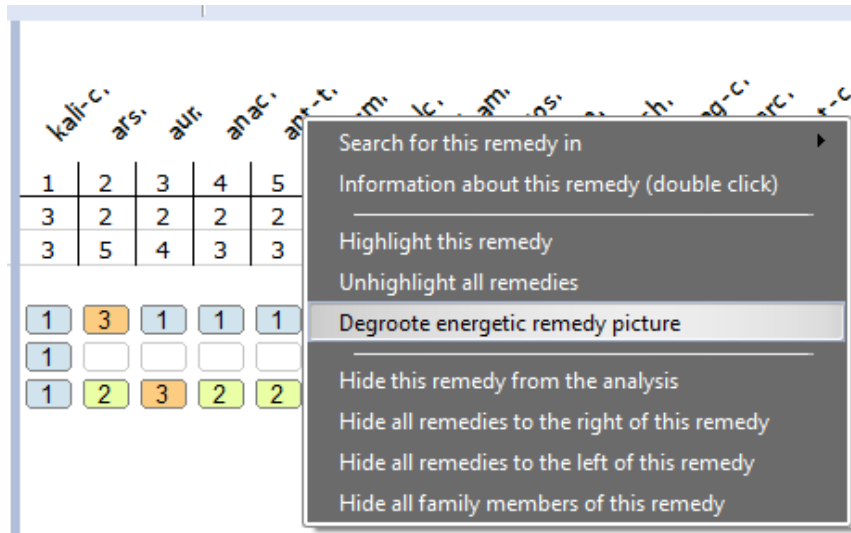 kali-c. ars. aur. anac. ant-t.
1 2 3 4 5
3 2 2 2 2
3 5 4 3 3
1 3 1 1 1
1
1 2 3 2 2
Search for this remedy in
Information about this remedy (double click)
Highlight this remedy
Unhighlight all remedies
Degroote energetic remedy picture
Hide this remedy from the analysis
Hide all remedies to the right of this remedy
Hide all remedies to the left of this remedy
Hide all family members of this remedy